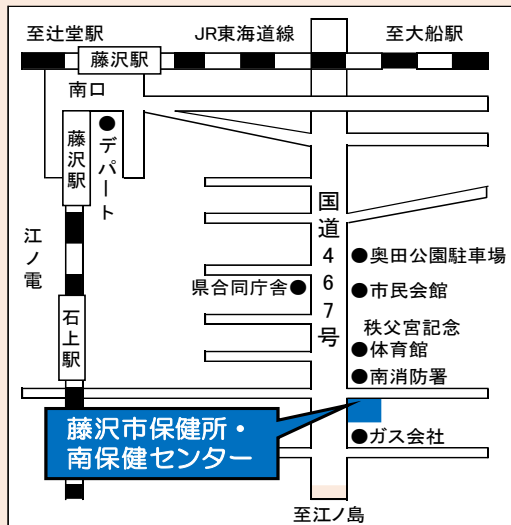 至辻堂駅
JR東海道線
至大船駅
藤沢駅
南口
デパート
藤沢駅
江ノ電
石上駅
国道467号
奥田公園駐車場
県合同庁舎
市民会館
秩父宮記念
体育館
南消防署
藤沢市保健所・
南保健センター
ガス会社
至江ノ島